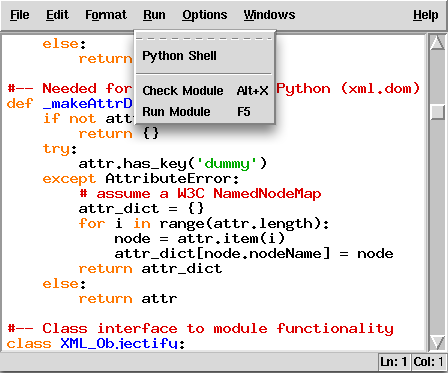 File Edit Format Run Options Windows Help
else:
return
Python Shell
#-- Needed for Python (xml.dom)
Check Module Alt+X
def _makeAttrD
Run Module F5
if not att
return {}
try:
attr.has_key('dummy')
except AttributeError:
# assume a W3C NamedNodeMap
attr_dict = {}
for i in range(attr.length):
node = attr.item(i)
attr_dict[node.nodeName] = node
return attr_dict
else:
return attr
#-- Class interface to module functionality
class XML_Objectify:
Ln: 1 Col: 1